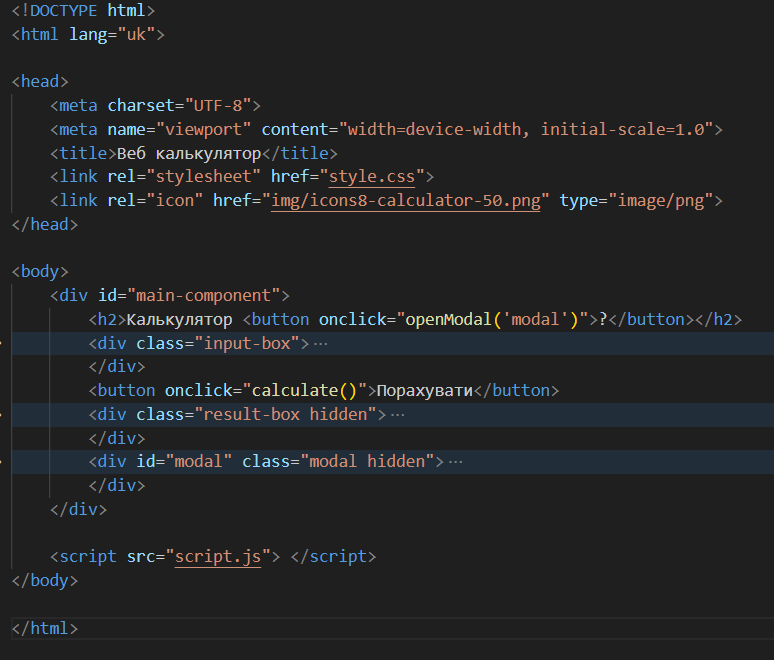 <!DOCTYPE html>
<html lang="uk">
<head>
<meta charset="UTF-8">
<meta name="viewport" content="width=device-width, initial-scale=1.0">
<title>Веб калькулятор</title>
<link rel="stylesheet" href="style.css">
<link rel="icon" href="img/icons8-calculator-50.png" type="image/png">
</head>
<body>
<div id="main-component">
<h2>Калькулятор <button onclick="openModal('modal')">?</button></h2>
<div class="input-box">···
</div>
<button onclick="calculate()">Порахувати</button>
<div class="result-box hidden">···
</div>
<div id="modal" class="modal hidden">···
</div>
</div>
<script src="script.js"> </script>
</body>
</html>